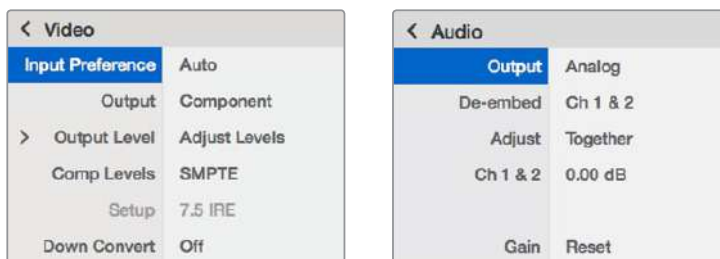 < Video
Input Preference Auto
Output Component
> Output Level Adjust Levels
Comp Levels SMPTE
Setup 7.5 IRE
Down Convert Off
< Audio
Output Analog
De-embed Ch 1 & 2
Adjust Together
Ch 1 & 2 0.00 dB
Gain Reset